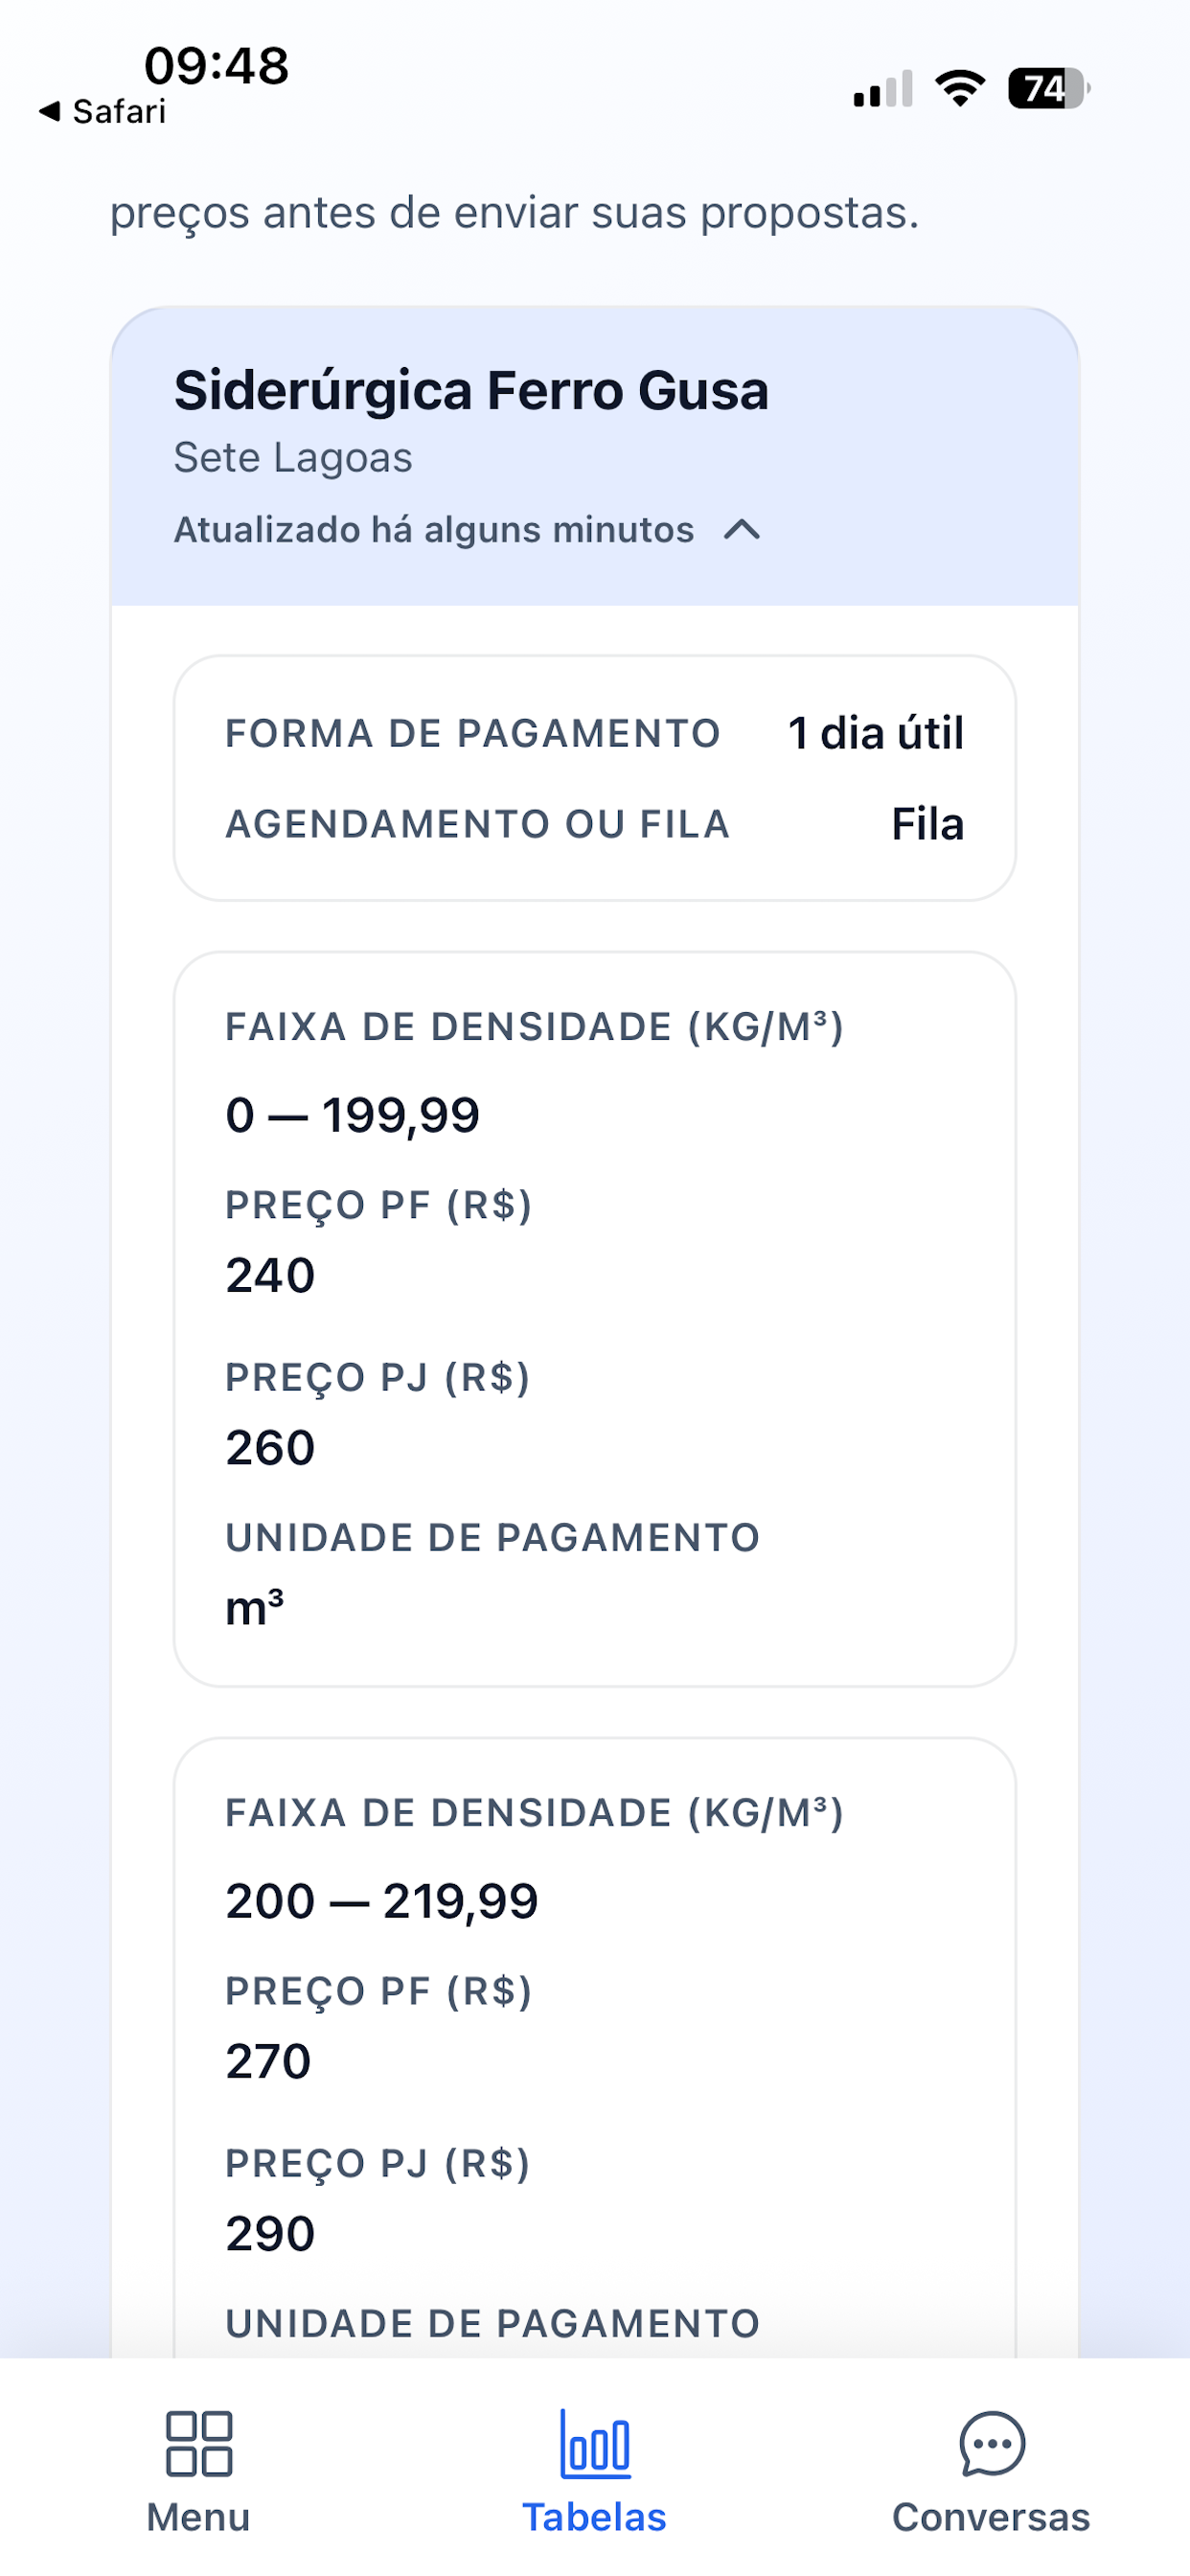 09:48
◀ Safari
74
preços antes de enviar suas propostas.
Siderúrgica Ferro Gusa
Sete Lagoas
Atualizado há alguns minutos
FORMA DE PAGAMENTO 1 dia útil
AGENDAMENTO OU FILA Fila
FAIXA DE DENSIDADE (KG/M³)
0 — 199,99
PREÇO PF (R$)
240
PREÇO PJ (R$)
260
UNIDADE DE PAGAMENTO
m³
FAIXA DE DENSIDADE (KG/M³)
200 — 219,99
PREÇO PF (R$)
270
PREÇO PJ (R$)
290
UNIDADE DE PAGAMENTO
Menu Tabelas Conversas